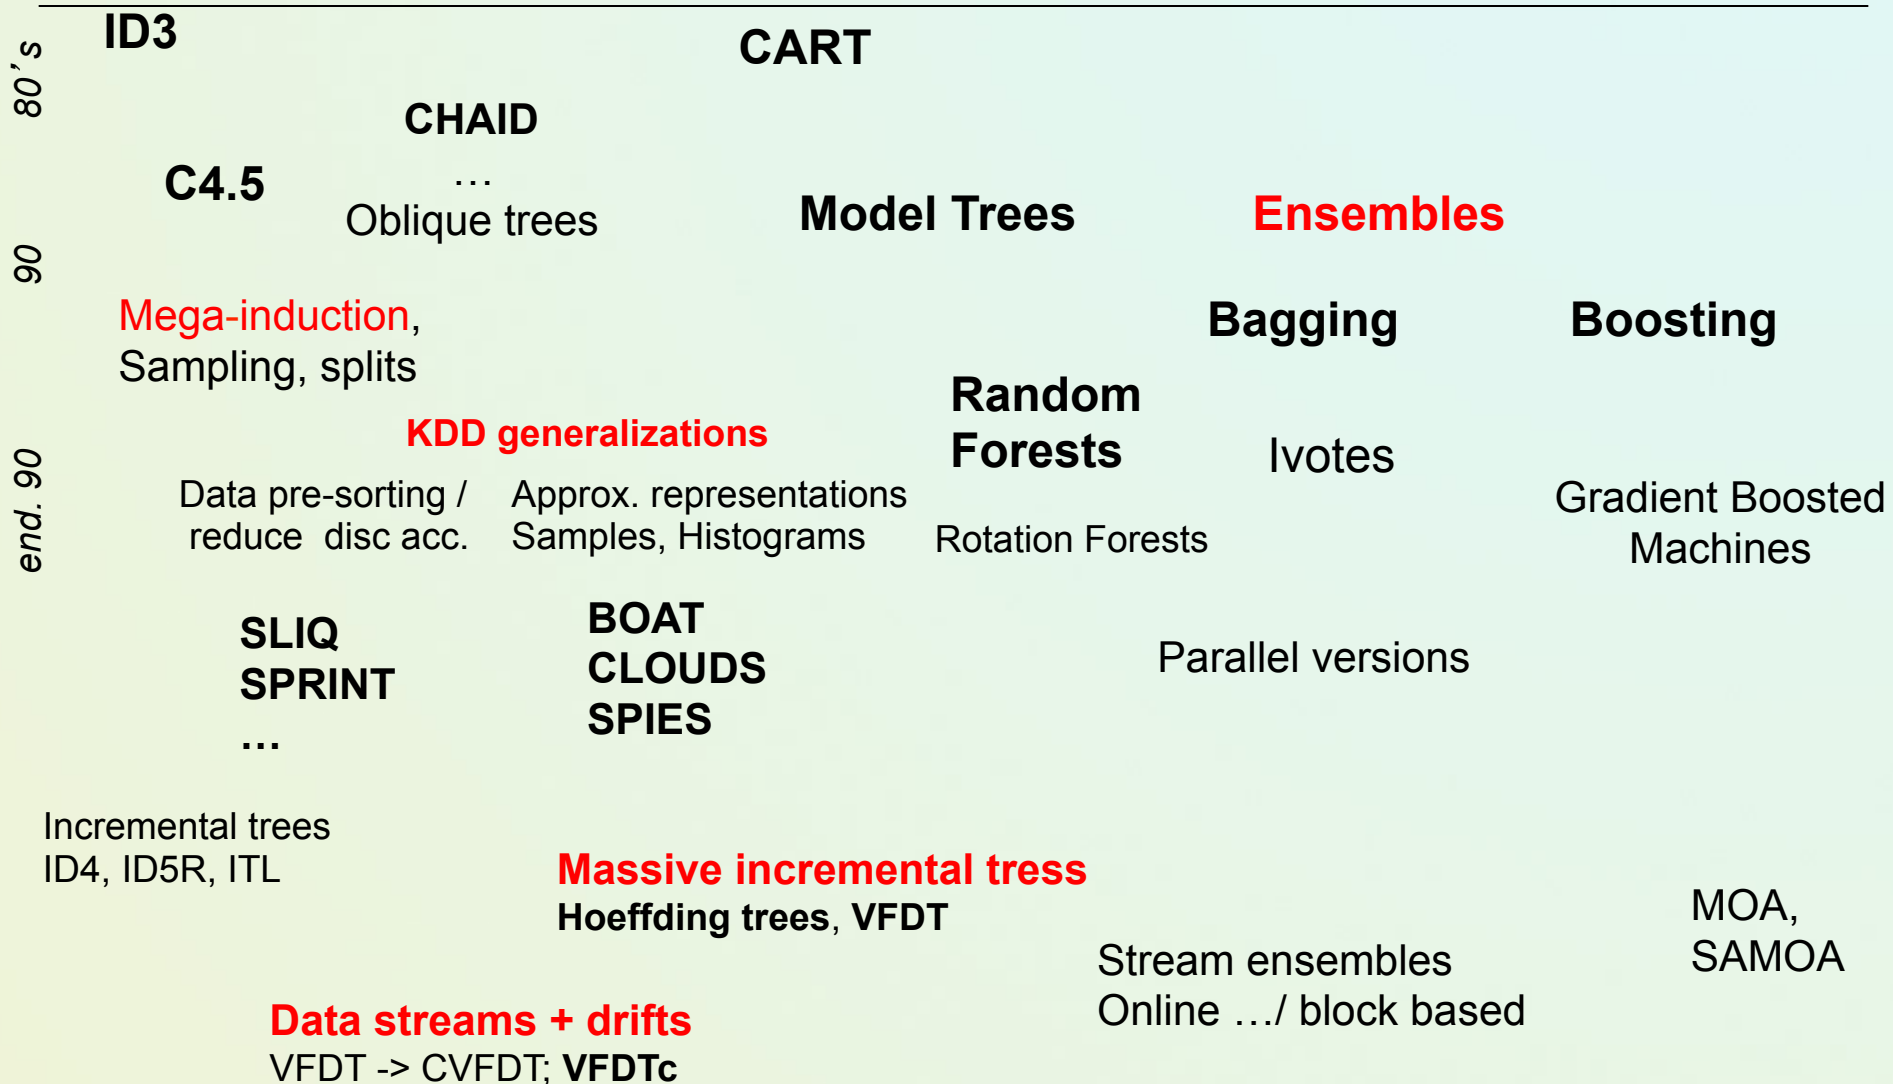 80's
ID3
CART
CHAID
…
C4.5
Oblique trees
Model Trees
Ensembles
90
Mega-induction,
Sampling, splits
Bagging
Boosting
Random
Forests
KDD generalizations
Ivotes
end. 90
Data pre-sorting /
reduce disc acc.
Approx. representations
Samples, Histograms
Rotation Forests
Gradient Boosted
Machines
SLIQ
SPRINT
…
BOAT
CLOUDS
SPIES
Parallel versions
Incremental trees
ID4, ID5R, ITL
Massive incremental tress
Hoeffding trees, VFDT
MOA,
SAMOA
Stream ensembles
Online …/ block based
Data streams + drifts
VFDT -> CVFDT; VFDTc